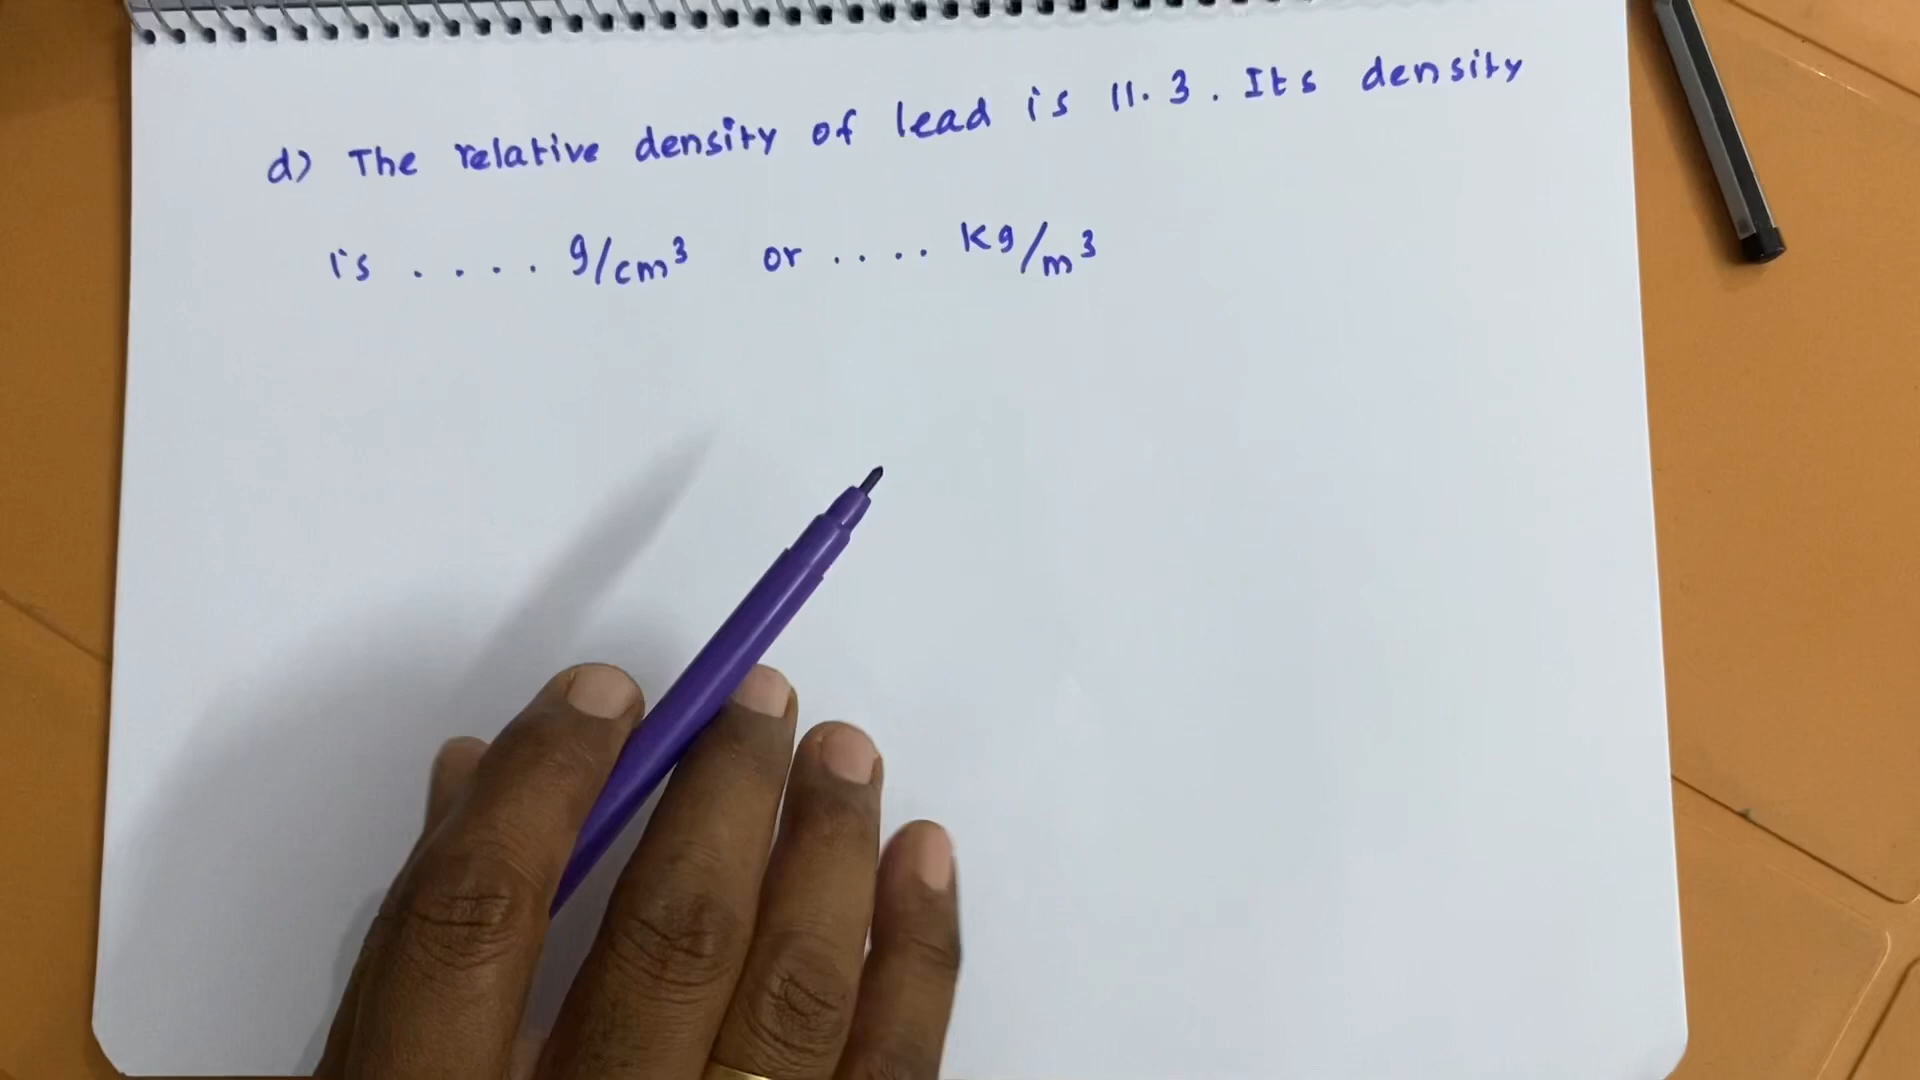 d) The relative density of lead is 11.3. Its density
is .... g/cm³ or .... kg/m³